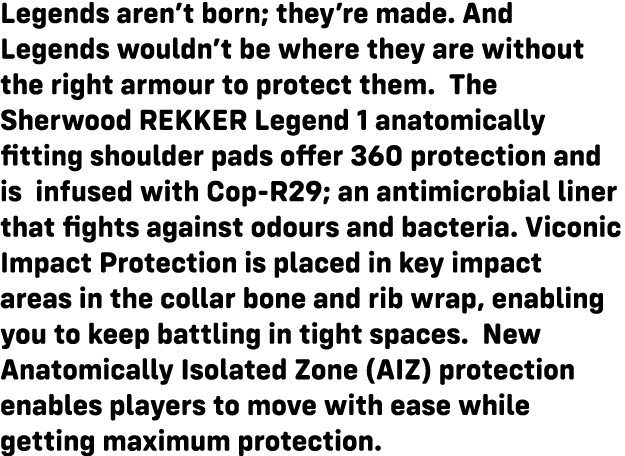 Legends aren’t born; they’re made. And
Legends wouldn’t be where they are without
the right armour to protect them.  The
Sherwood REKKER Legend 1 anatomically
fitting shoulder pads offer 360 protection and
is  infused with Cop-R29; an antimicrobial liner
that fights against odours and bacteria. Viconic
Impact Protection is placed in key impact
areas in the collar bone and rib wrap, enabling
you to keep battling in tight spaces.  New
Anatomically Isolated Zone (AIZ) protection
enables players to move with ease while
getting maximum protection.